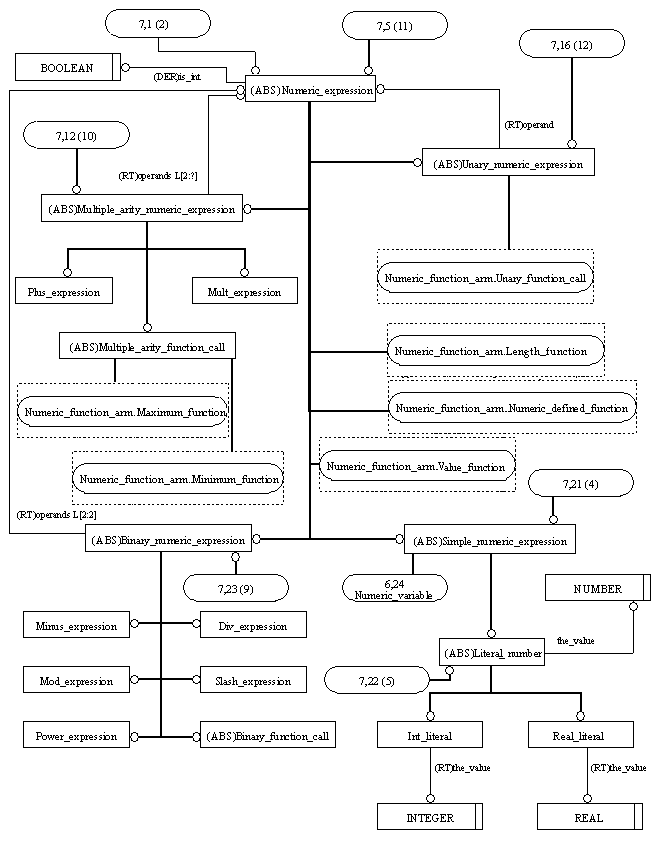 7,1 (2)
7,5 (11)
7,16 (12)
BOOLEAN
(DER)is_int
(ABS)Numeric_expression
7,12 (10)
(RT)operand
(RT)operands L[2:?]
(ABS)Unary_numeric_expression
(ABS)Multiple_arity_numeric_expression
Plus_expression
Mult_expression
Numeric_function_arm.Unary_function_call
(ABS)Multiple_arity_function_call
Numeric_function_arm.Length_function
Numeric_function_arm.Maximum_function
Numeric_function_arm.Numeric_defined_function
Numeric_function_arm.Minimum_function
Numeric_function_arm.Value_function
7,21 (4)
(RT)operands L[2:2]
(ABS)Binary_numeric_expression
(ABS)Simple_numeric_expression
7,23 (9)
6,24
Numeric_variable
NUMBER
Minus_expression
Div_expression
the_value
(ABS)Literal_number
Mod_expression
Slash_expression
7,22 (5)
Power_expression
(ABS)Binary_function_call
Int_literal
Real_literal
(RT)the_value
(RT)the_value
INTEGER
REAL